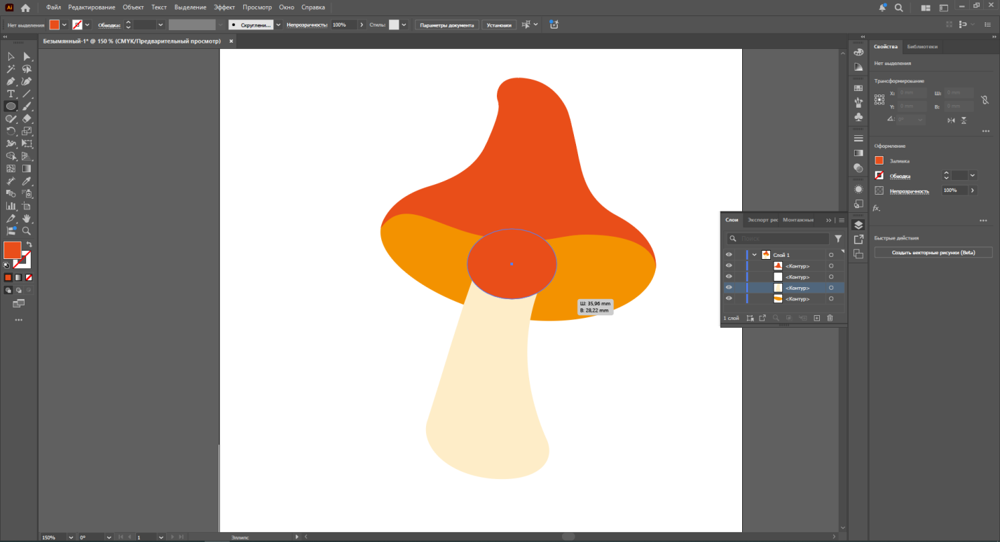 Ai Файл Редактирование Объект Текст Выделение Эффект Просмотр Окно Справка
Нет выделения Обводка: Скруглени... Непрозрачность: 100% Стили: Параметры документа Установки
Безымянный-1* @ 150 % (CMYK/Предварительный просмотр) ×
Свойства Библиотеки
Нет выделения
Трансформирование
X: 0 mm Ш: 0 mm
Y: 0 mm В: 0 mm
0°
Оформление
Заливка
Обводка
Непрозрачность 100%
fx.
Быстрые действия
Создать векторные рисунки (Beta)
Слои Экспорт рес Монтажны
Поиск
Слой 1
<Контур>
<Контур>
<Контур>
<Контур>
1 слой
Ш: 35,96 mm
В: 28,22 mm
150% 0° 1 Эллипс